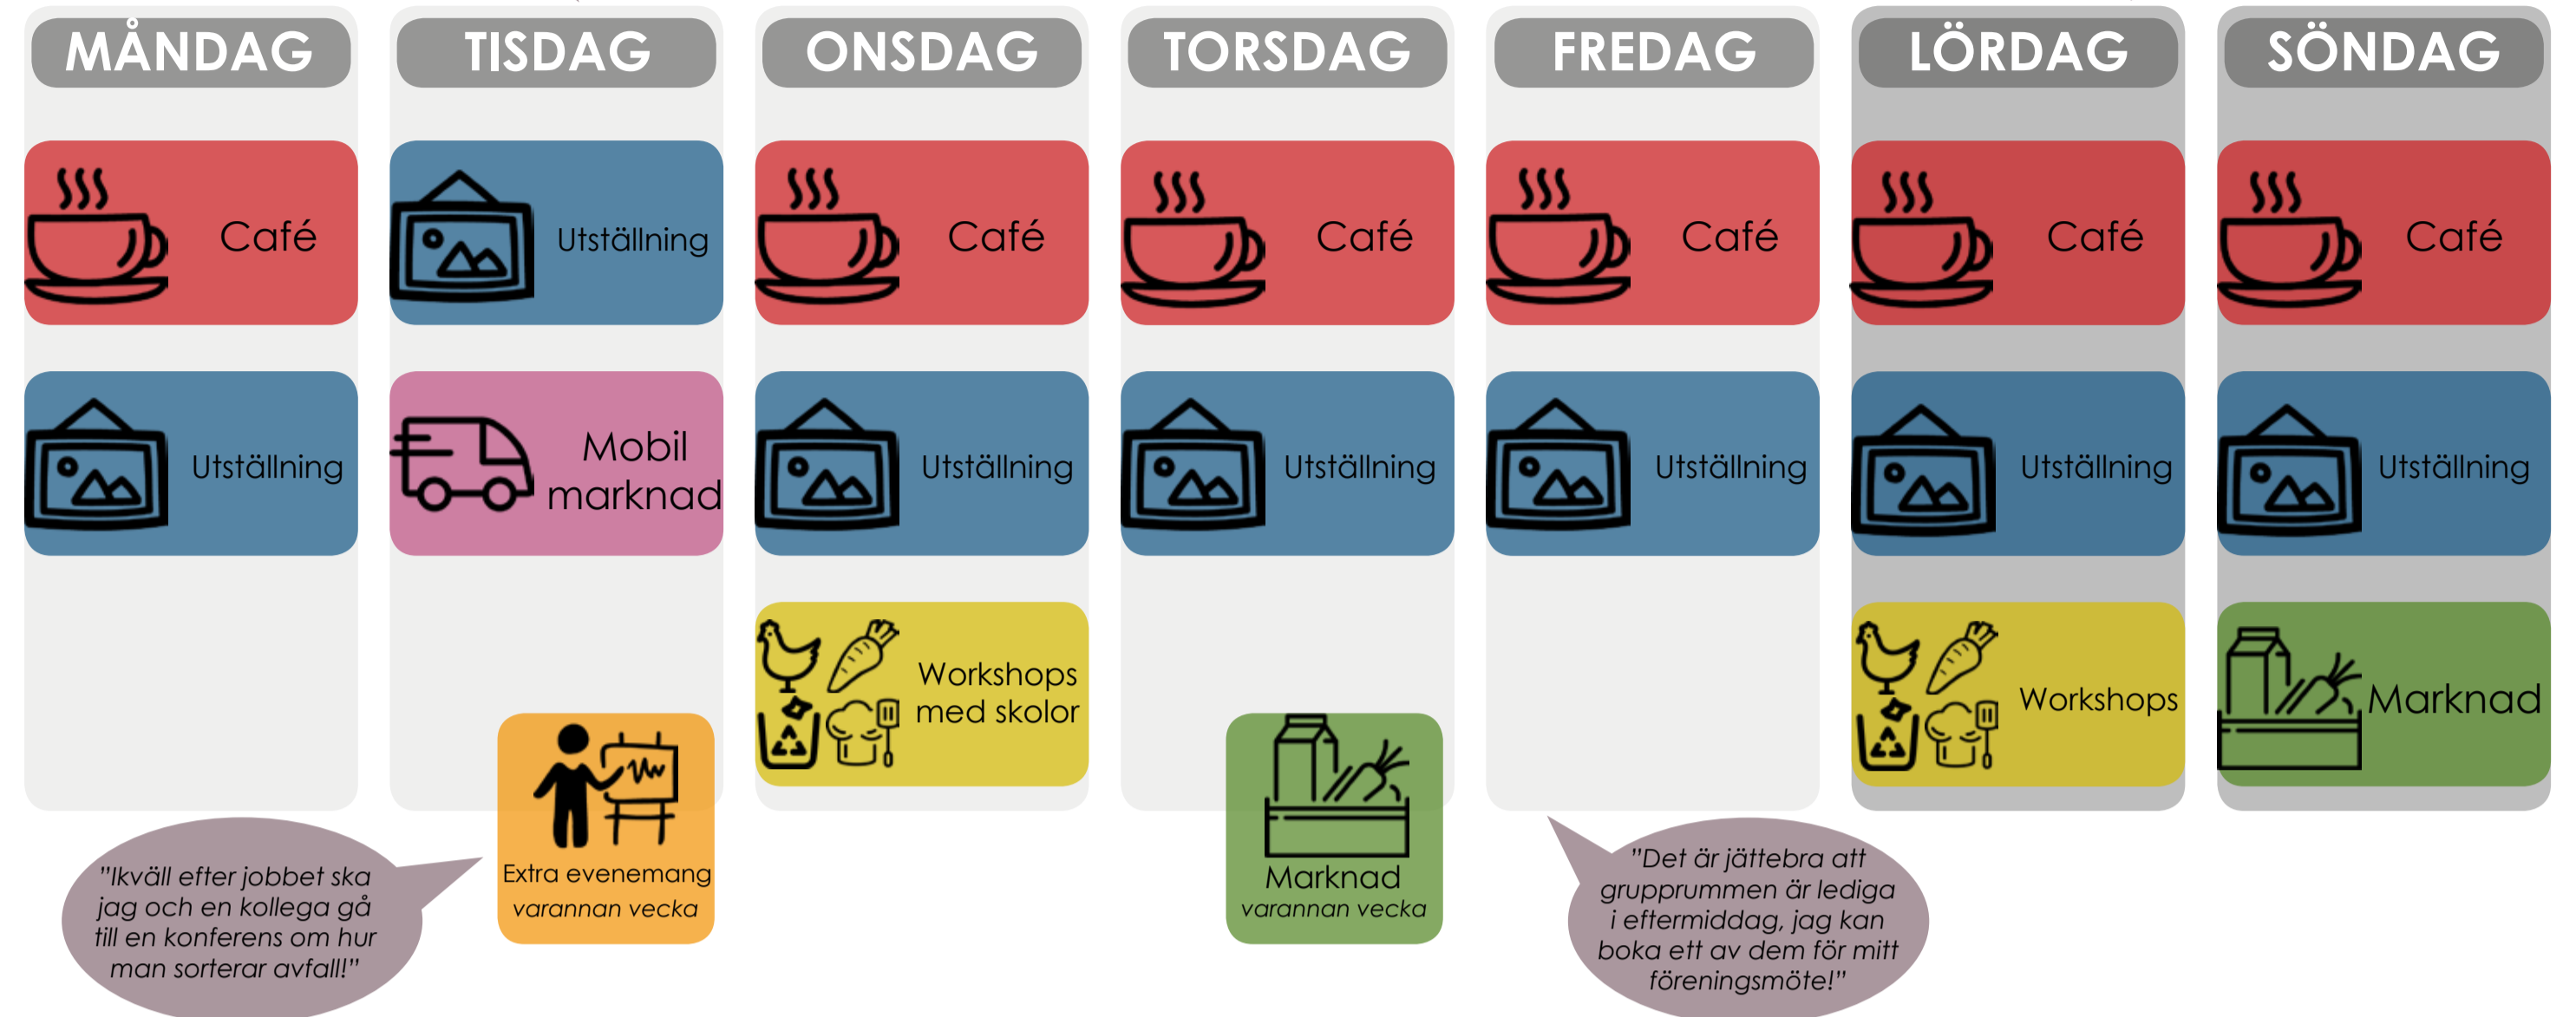 MÅNDAG
TISDAG
ONSDAG
TORSDAG
FREDAG
LÖRDAG
SÖNDAG
Café
Utställning
Café
Café
Café
Café
Café
Utställning
Mobil
marknad
Utställning
Utställning
Utställning
Utställning
Utställning
Workshops
med skolor
Workshops
Marknad
Extra evenemang
varannan vecka
Marknad
varannan vecka
”Ikväll efter jobbet ska
jag och en kollega gå
till en konferens om hur
man sorterar avfall!”
”Det är jättebra att
grupprummen är lediga
i eftermiddag, jag kan
boka ett av dem för mitt
föreningsmöte!”